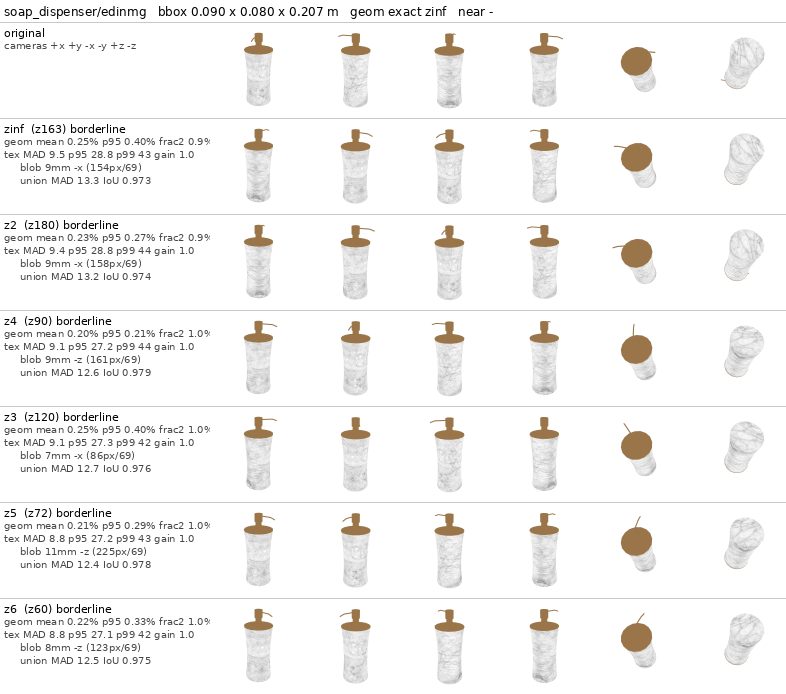 soap_dispenser/edinmg   bbox 0.090 x 0.080 x 0.207 m   geom exact zinf   near -
original
cameras +x +y -x -y +z -z
zinf  (z163) borderline
geom mean 0.25% p95 0.40% frac2 0.9%
tex MAD 9.5 p95 28.8 p99 43 gain 1.0
blob 9mm -x (154px/69)
union MAD 13.3 IoU 0.973
z2  (z180) borderline
geom mean 0.23% p95 0.27% frac2 0.9%
tex MAD 9.4 p95 28.8 p99 44 gain 1.0
blob 9mm -x (158px/69)
union MAD 13.2 IoU 0.974
z4  (z90) borderline
geom mean 0.20% p95 0.21% frac2 1.0%
tex MAD 9.1 p95 27.2 p99 44 gain 1.0
blob 9mm -z (161px/69)
union MAD 12.6 IoU 0.979
z3  (z120) borderline
geom mean 0.25% p95 0.40% frac2 1.0%
tex MAD 9.1 p95 27.3 p99 42 gain 1.0
blob 7mm -x (86px/69)
union MAD 12.7 IoU 0.976
z5  (z72) borderline
geom mean 0.21% p95 0.29% frac2 1.0%
tex MAD 8.8 p95 27.2 p99 43 gain 1.0
blob 11mm -z (225px/69)
union MAD 12.4 IoU 0.978
z6  (z60) borderline
geom mean 0.22% p95 0.33% frac2 1.0%
tex MAD 8.8 p95 27.1 p99 42 gain 1.0
blob 8mm -z (123px/69)
union MAD 12.5 IoU 0.975